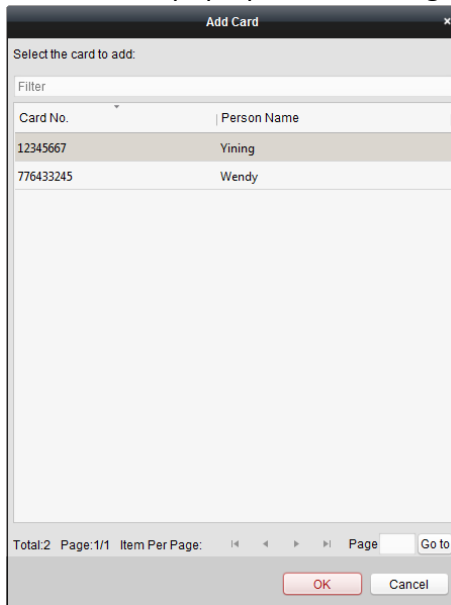 Add Card ×
Select the card to add:
Filter
Card No. Person Name
12345667 Yining
776433245 Wendy
Total:2 Page:1/1 Item Per Page: Page Go to
OK Cancel